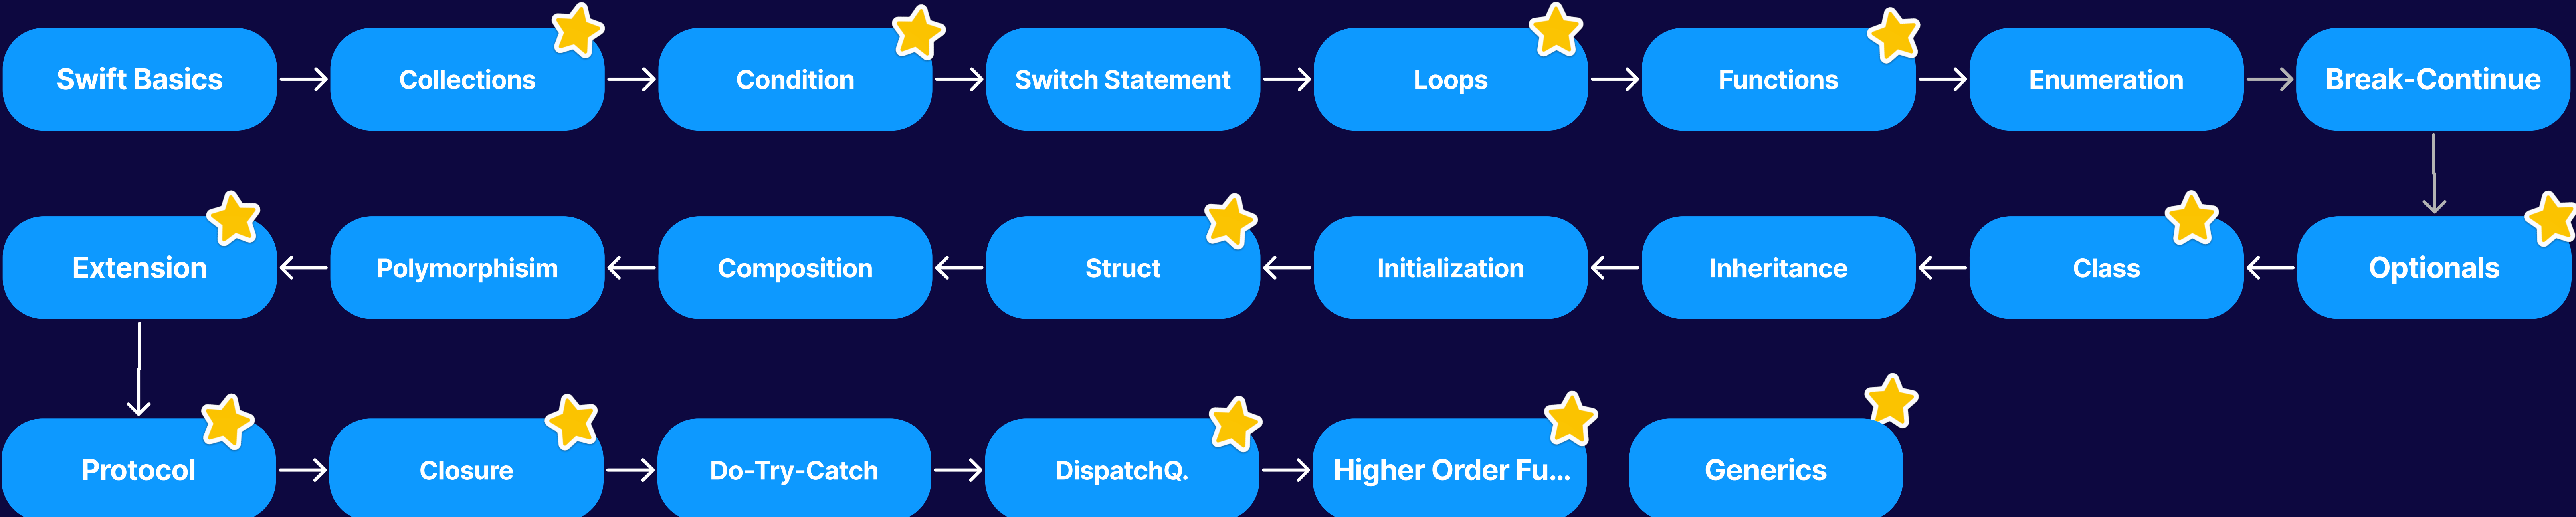 Swift Basics
Collections
Condition
Switch Statement
Loops
Functions
Enumeration
Break-Continue
Extension
Polymorphisim
Composition
Struct
Initialization
Inheritance
Class
Optionals
Protocol
Closure
Do-Try-Catch
DispatchQ.
Higher Order Fu...
Generics